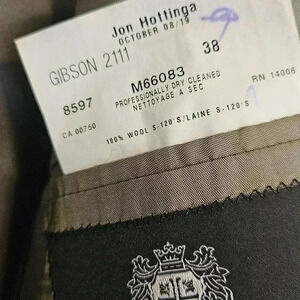 Jon Hottinga
OCTOBER 08/19
GIBSON 2111
38
8597
M66083
PROFESSIONALLY DRY CLEANED
NETTOYAGE A SEC
CA 00750
RN 14006
100% WOOL S-120'S/LAINE S-120'S